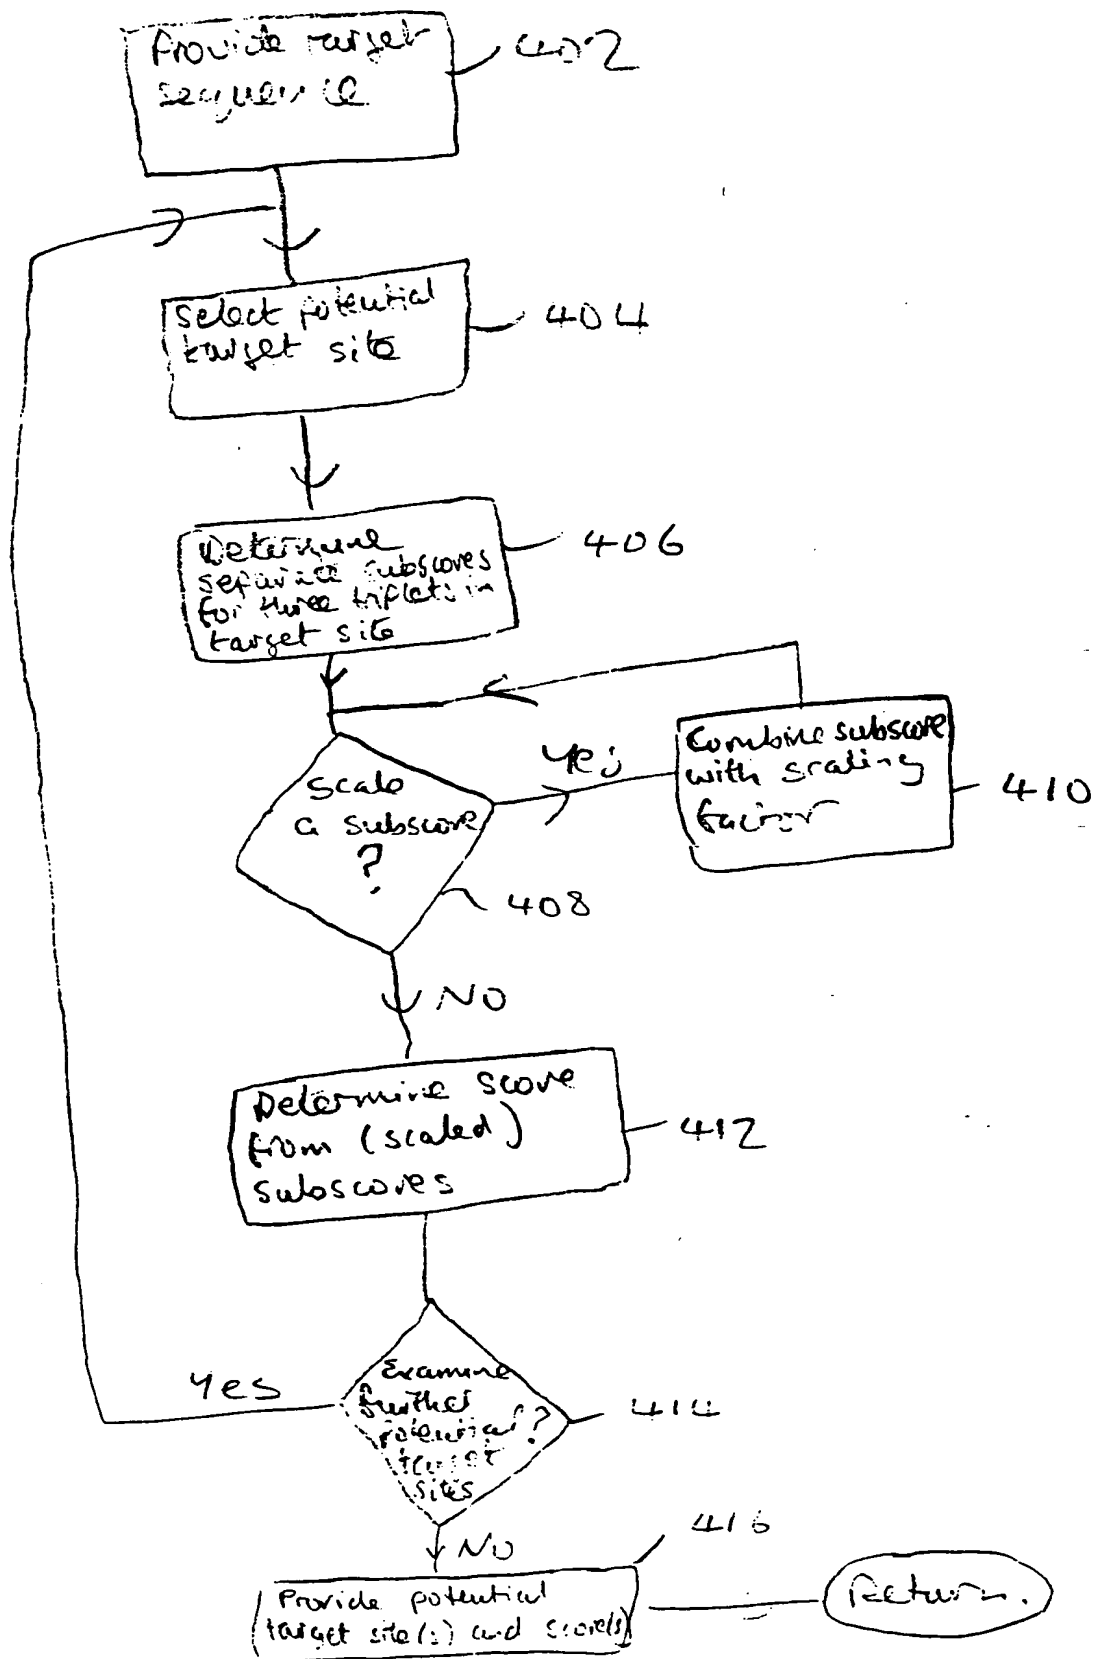 Provide target
sequence
402
Select potential
target site
404
Determine
separate subscores
for three triplets in
target site
406
Scale
a subscore
?
408
Yes
Combine subscore
with scaling
factor
410
NO
Determine score
from (scaled)
subscores
412
Examine
further
potential
target
sites
?
414
Yes
NO
Provide potential
target site(s) and score(s)
416
Return.